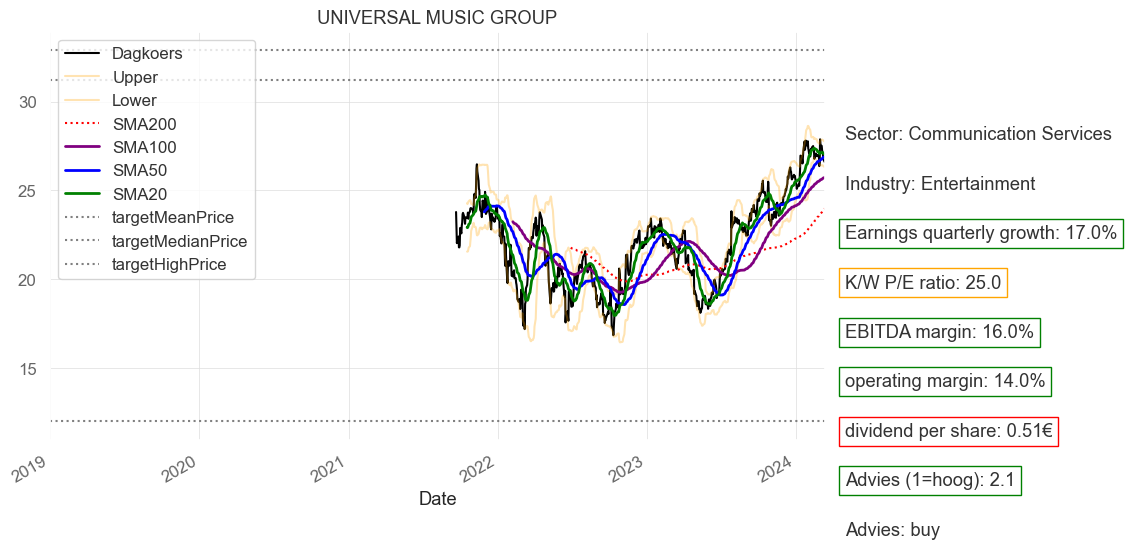 UNIVERSAL MUSIC GROUP
Dagkoers
Upper
Lower
SMA200
SMA100
SMA50
SMA20
targetMeanPrice
targetMedianPrice
targetHighPrice
30
25
20
15
2019
2020
2021
2022
2023
2024
Date
Sector: Communication Services
Industry: Entertainment
Earnings quarterly growth: 17.0%
K/W P/E ratio: 25.0
EBITDA margin: 16.0%
operating margin: 14.0%
dividend per share: 0.51€
Advies (1=hoog): 2.1
Advies: buy